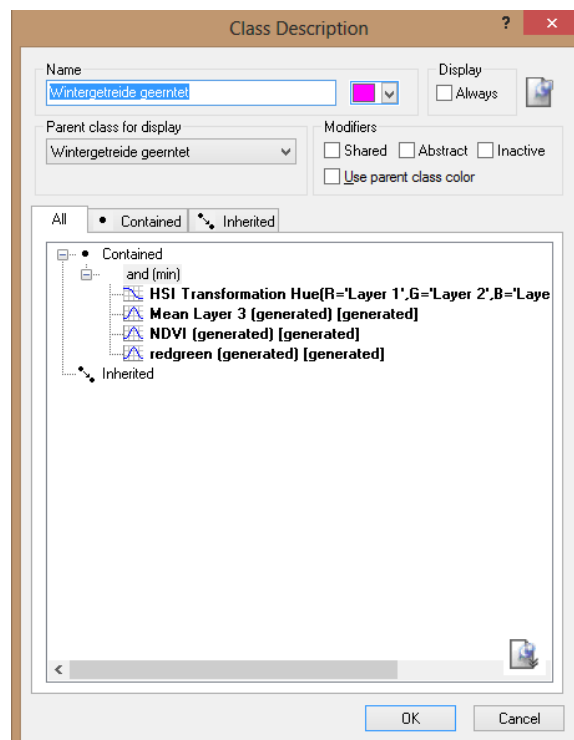 Class Description
? ×
Name
Wintergetreide geerntet
Display
Always
Parent class for display
Wintergetreide geerntet
Modifiers
Shared Abstract Inactive
Use parent class color
All Contained Inherited
Contained
and (min)
HSI Transformation Hue(R='Layer 1',G='Layer 2',B='Laye
Mean Layer 3 (generated) [generated]
NDVI (generated) [generated]
redgreen (generated) [generated]
Inherited
OK Cancel